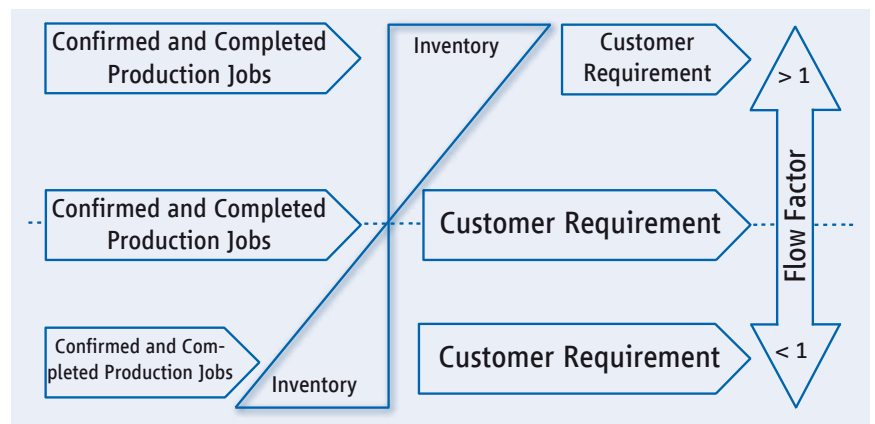 Confirmed and Completed
Production Jobs
Inventory
Customer
Requirement
> 1
Confirmed and Completed
Production Jobs
Customer Requirement
Flow Factor
Confirmed and Com-
pleted Production Jobs
Inventory
Customer Requirement
< 1